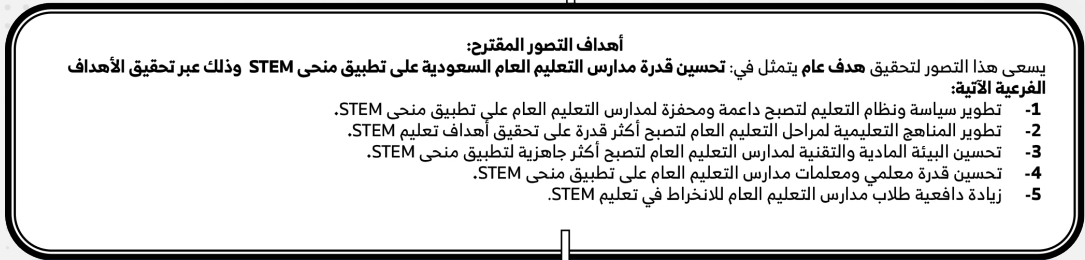 أهداف التصور المقترح:
يسعى هذا التصور لتحقيق هدف عام يتمثل في: تحسين قدرة مدارس التعليم العام السعودية على تطبيق منحى STEM وذلك عبر تحقيق الأهداف
الفرعية الآتية:
1- تطوير سياسة ونظام التعليم لتصبح داعمة ومحفزة لمدارس التعليم العام على تطبيق منحى STEM.
2- تطوير المناهج التعليمية لمراحل التعليم العام لتصبح أكثر قدرة على تحقيق أهداف تعليم STEM.
3- تحسين البيئة المادية والتقنية لمدارس التعليم العام لتصبح أكثر جاهزية لتطبيق منحى STEM.
4- تحسين قدرة معلمي ومعلمات مدارس التعليم العام على تطبيق منحى STEM.
5- زيادة دافعية طلاب مدارس التعليم العام للانخراط في تعليم STEM.